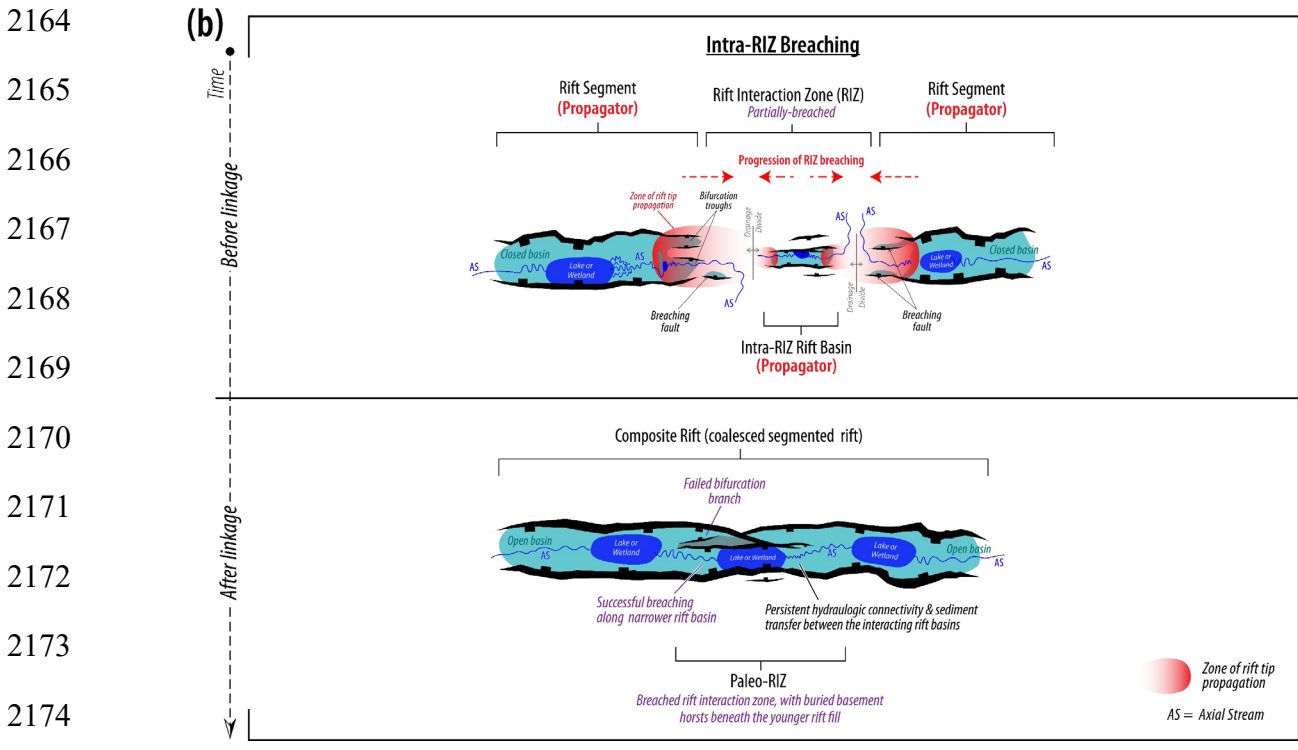 2164
2165
2166
2167
2168
2169
2170
2171
2172
2173
2174
(b)
Time
Before linkage
After linkage
Intra-RIZ Breaching
Rift Segment
(Propagator)
Rift Interaction Zone (RIZ)
Partially-breached
Rift Segment
(Propagator)
Progression of RIZ breaching
Zone of rift tip
propagation
Bifurcation
troughs
Drainage
Divide
AS
AS
Closed basin
AS
Lake or
Wetland
AS
AS
Breaching
fault
Drainage
Divide
Lake or
Wetland
Closed basin
AS
Breaching
fault
Intra-RIZ Rift Basin
(Propagator)
Composite Rift (coalesced segmented rift)
Failed bifurcation
branch
Open basin
AS
Lake or
Wetland
Lake or Wetland
AS
Lake or
Wetland
Open basin
AS
Successful breaching
along narrower rift basin
Persistent hydraulogic connectivity & sediment
transfer between the interacting rift basins
Paleo-RIZ
Breached rift interaction zone, with buried basement
horsts beneath the younger rift fill
Zone of rift tip
propagation
AS = Axial Stream